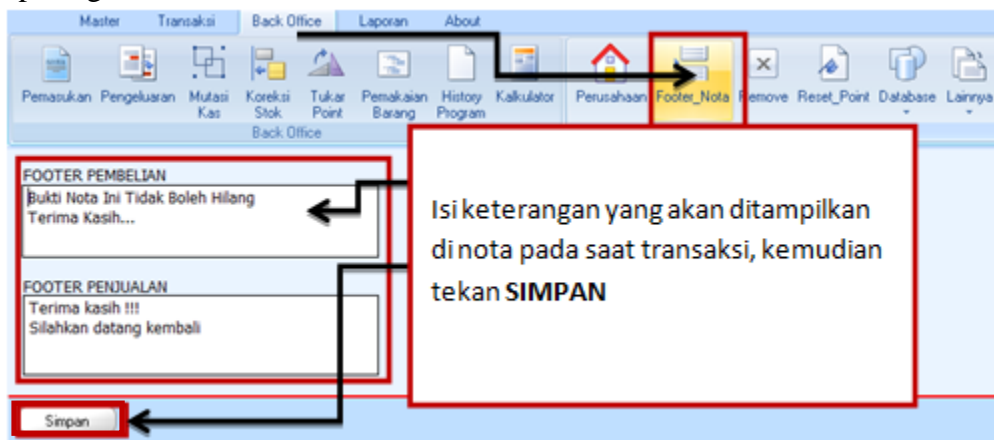 Master Transaksi Back Office Laporan About
Pemasukan Pengeluaran Mutasi Kas Koreksi Stok Tukar Point Pemakaian Barang History Program Kalkulator Perusahaan Footer_Nota Remove Reset_Point Database Lainnya
Back Office
FOOTER PEMBELIAN
Bukti Nota Ini Tidak Boleh Hilang
Terima Kasih...
FOOTER PENJUALAN
Terima kasih !!!
Silahkan datang kembali
Isi keterangan yang akan ditampilkan
di nota pada saat transaksi, kemudian
tekan SIMPAN
Simpan